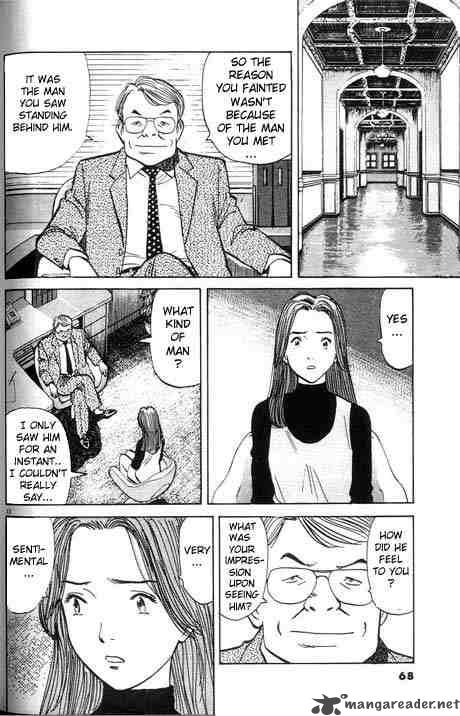 SO THE
REASON
YOU FAINTED
WASN'T
BECAUSE
OF THE MAN
YOU MET
...
IT WAS
THE MAN
YOU SAW
STANDING
BEHIND HIM.
YES
...
WHAT
KIND
OF
MAN
?
I ONLY
SAW HIM
FOR AN
INSTANT..
I COULDN'T
REALLY
SAY...
HOW
DID HE
FEEL
TO YOU
?
WHAT
WAS
YOUR
IMPRES-
SION
UPON
SEEING
HIM?
VERY...
SENTI-
MENTAL
...
68
mangareader.net